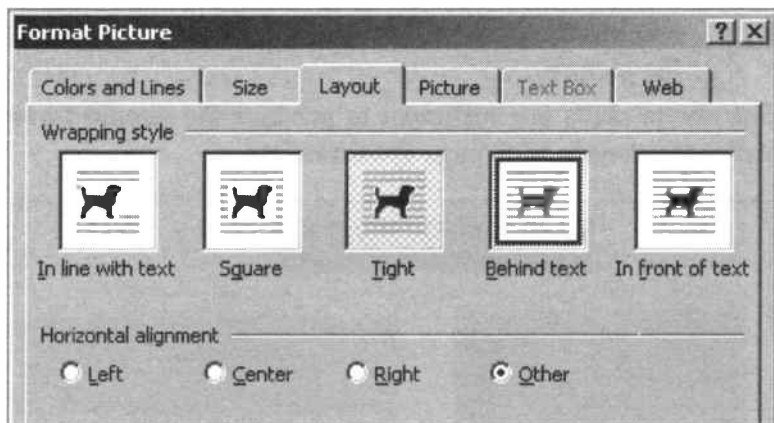 Format Picture
Colors and Lines Size Layout Picture Text Box Web
Wrapping style
In line with text Square Tight Behind text In front of text
Horizontal alignment
Left Center Right Other